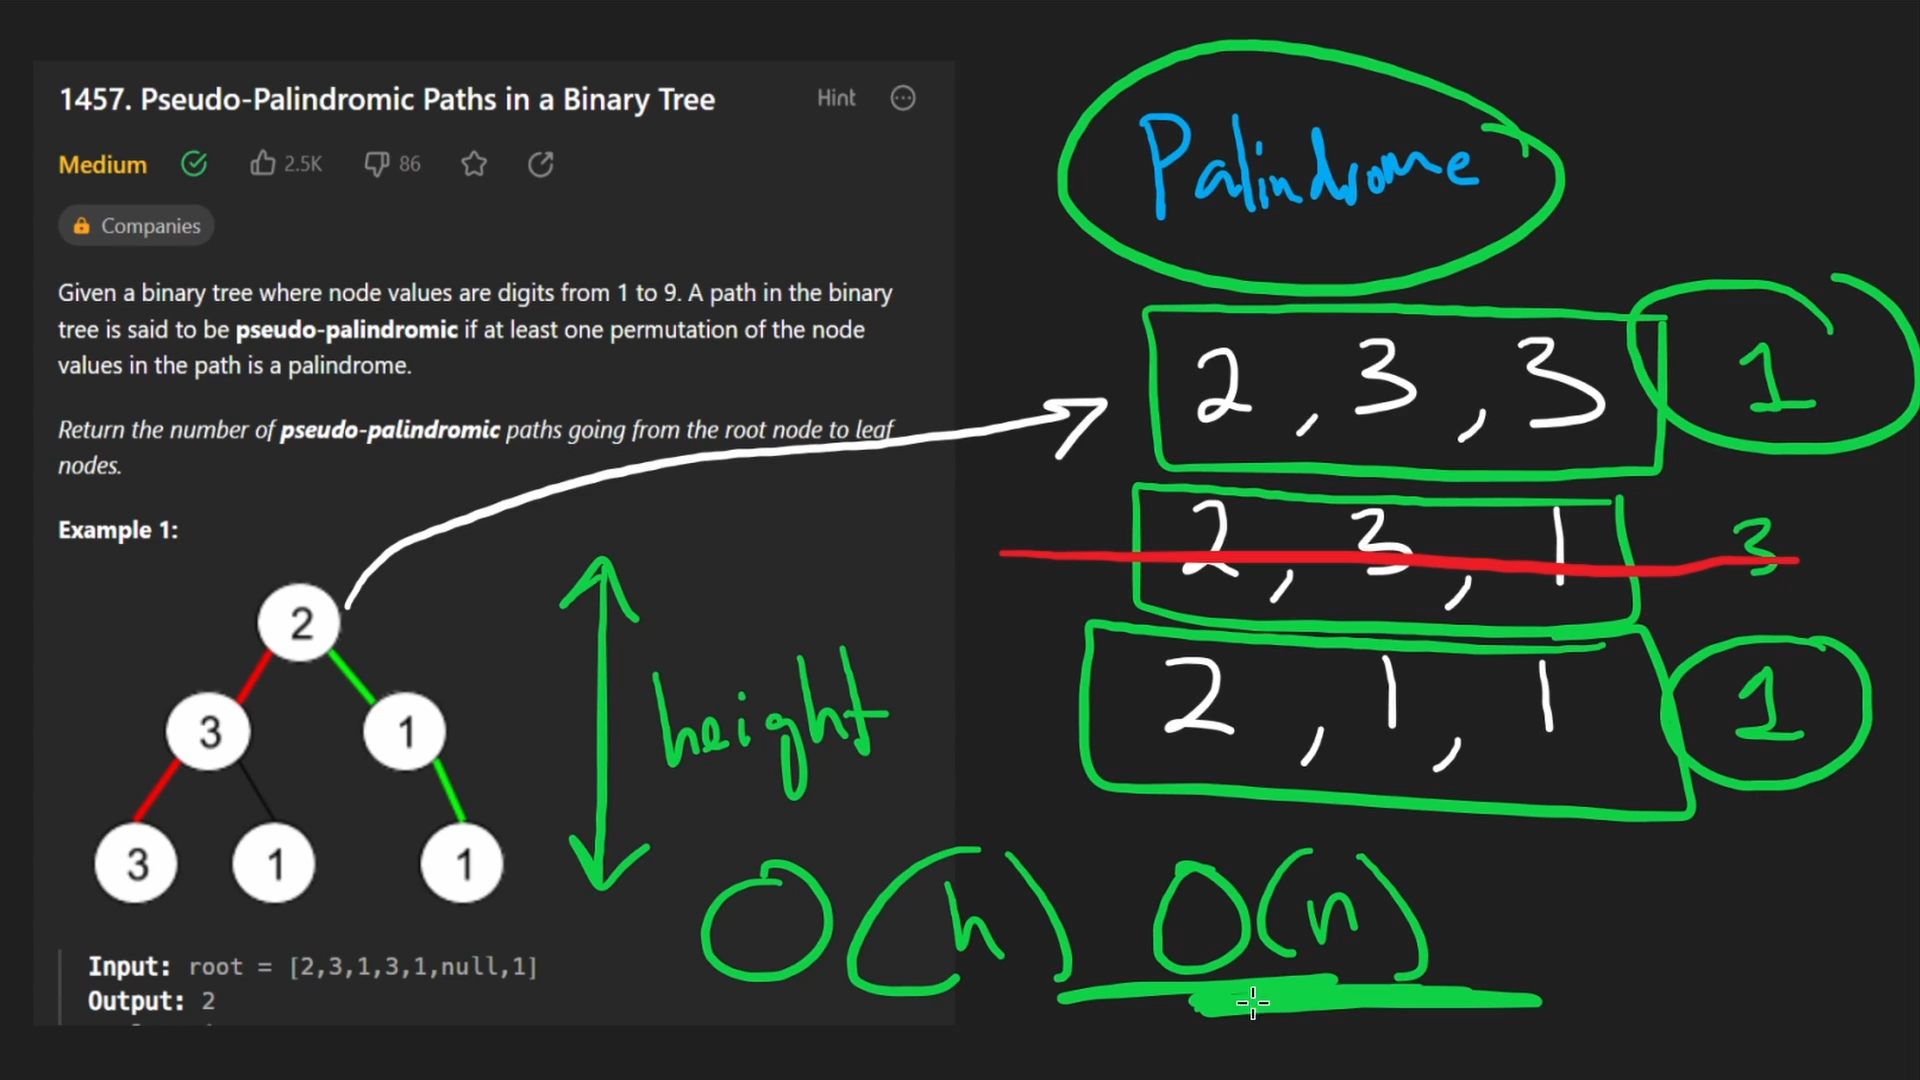 1457. Pseudo-Palindromic Paths in a Binary Tree
Hint
Medium
2.5K
86
Companies
Given a binary tree where node values are digits from 1 to 9. A path in the binary
tree is said to be pseudo-palindromic if at least one permutation of the node
values in the path is a palindrome.
Return the number of pseudo-palindromic paths going from the root node to leaf
nodes.
Example 1:
2
3
1
3
1
1
Input: root = [2,3,1,3,1,null,1]
Output: 2
height
Palindrome
2, 3, 3
1
2, 3, 1
3
2, 1, 1
1
O(h) O(n)